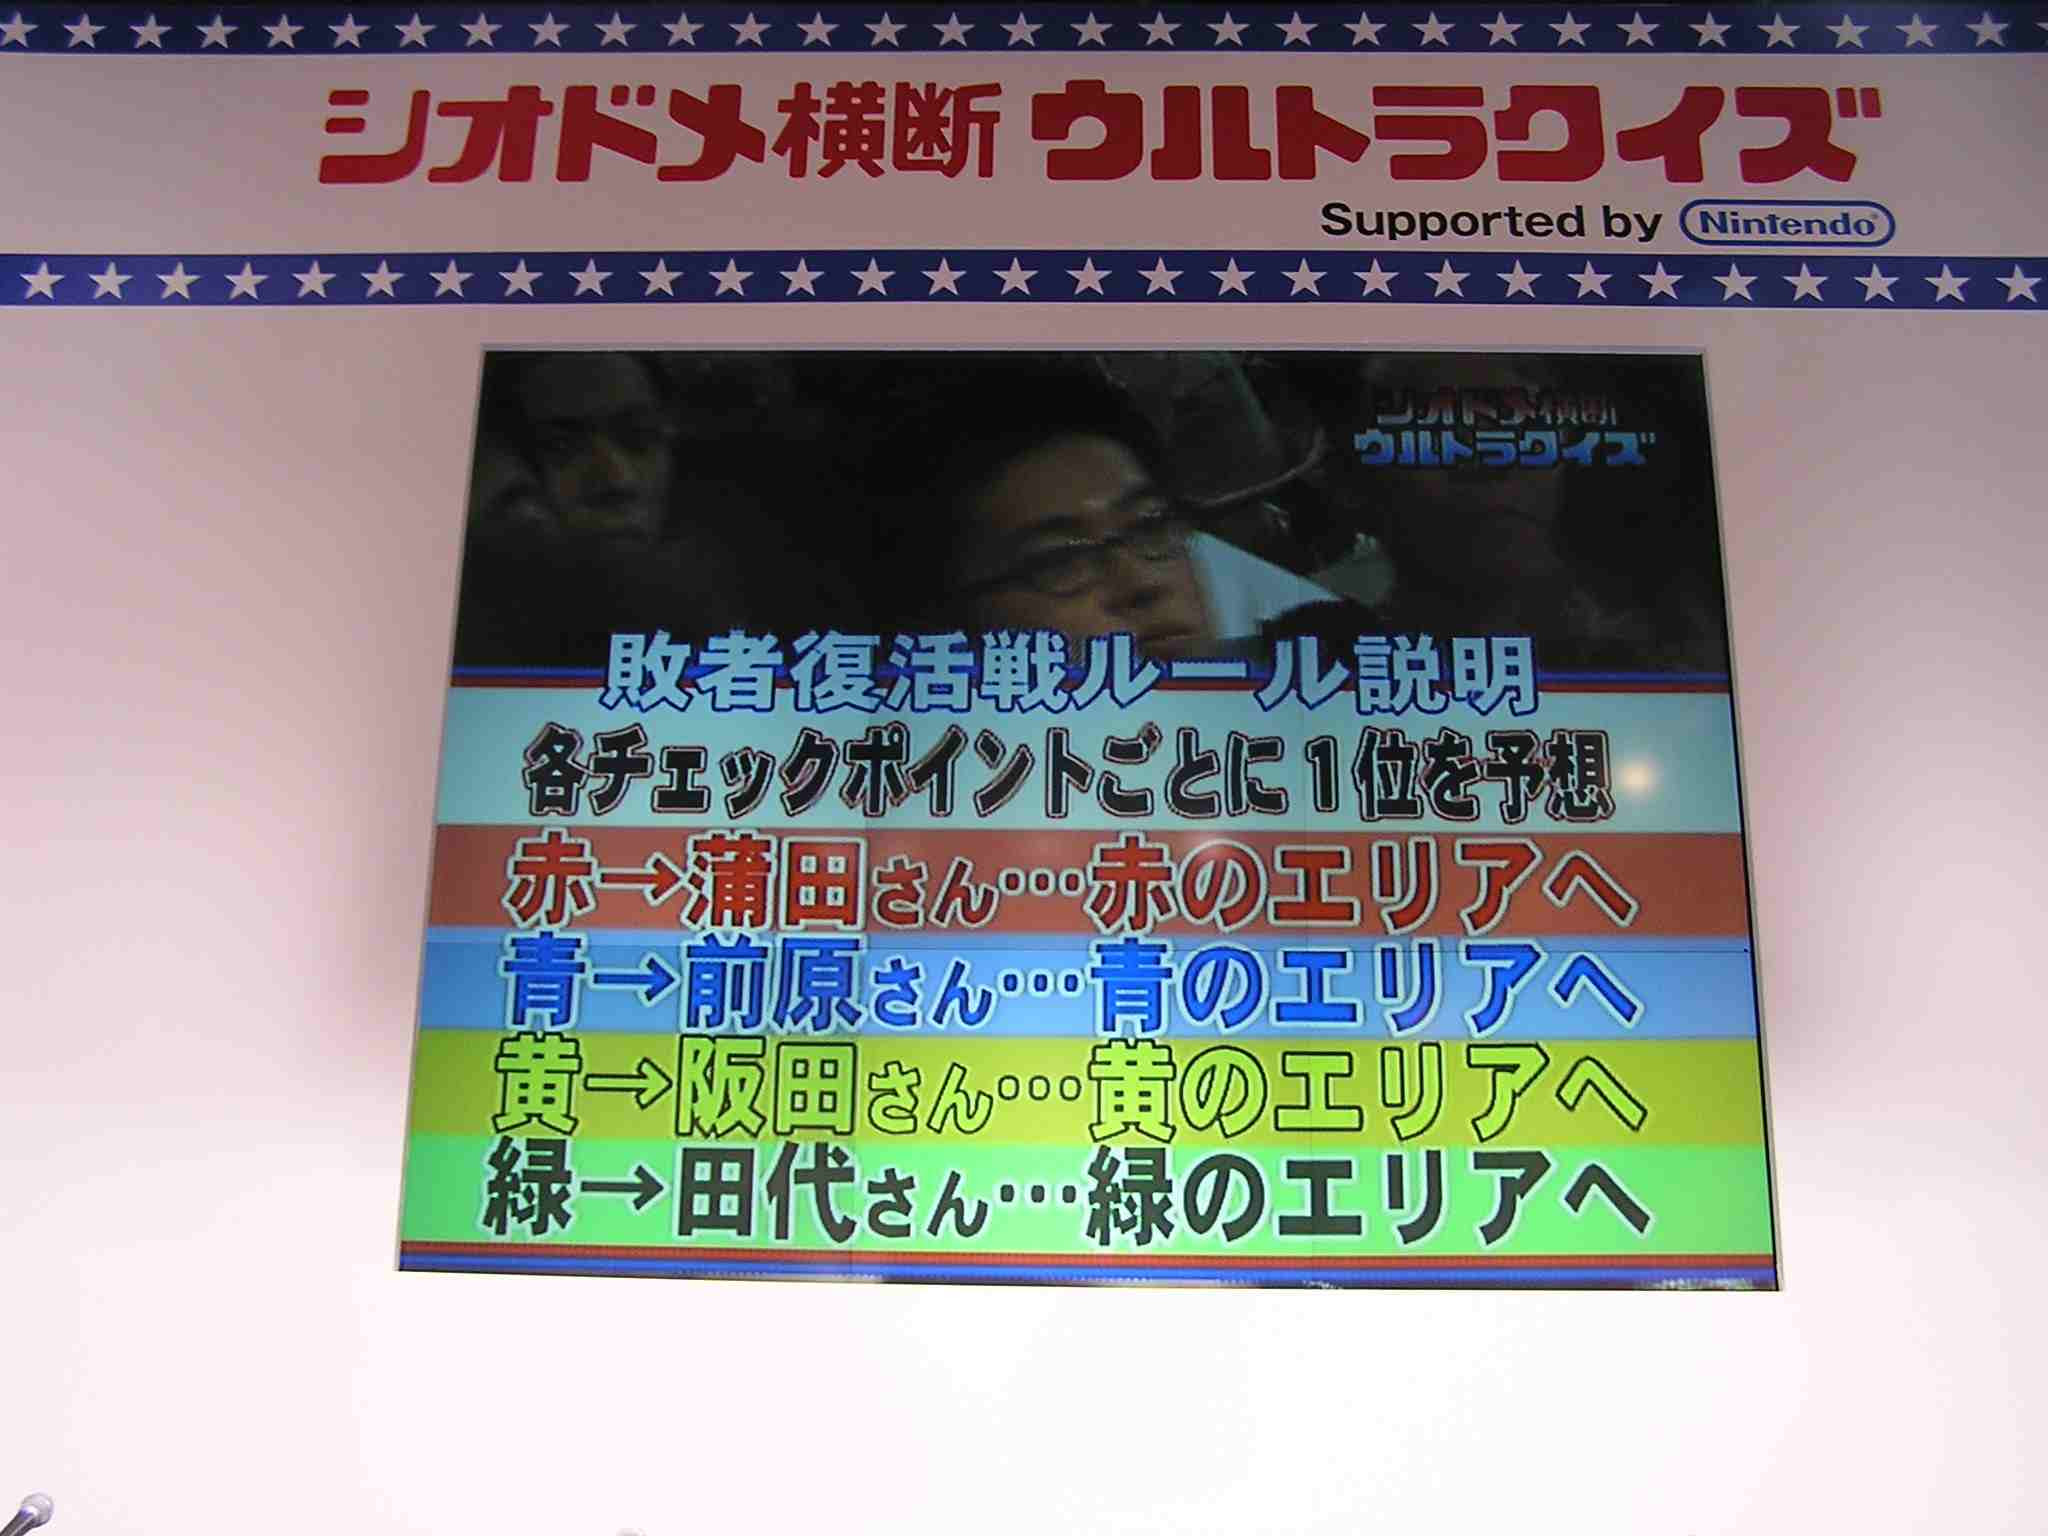 シオドメ横断 ウルトラクイズ
Supported by Nintendo
シオドメ横断
ウルトラクイズ
敗者復活戦ルール説明
各チェックポイントごとに1位を予想
赤→蒲田さん…赤のエリアへ
青→前原さん…青のエリアへ
黄→阪田さん…黄のエリアへ
緑→田代さん…緑のエリアへ